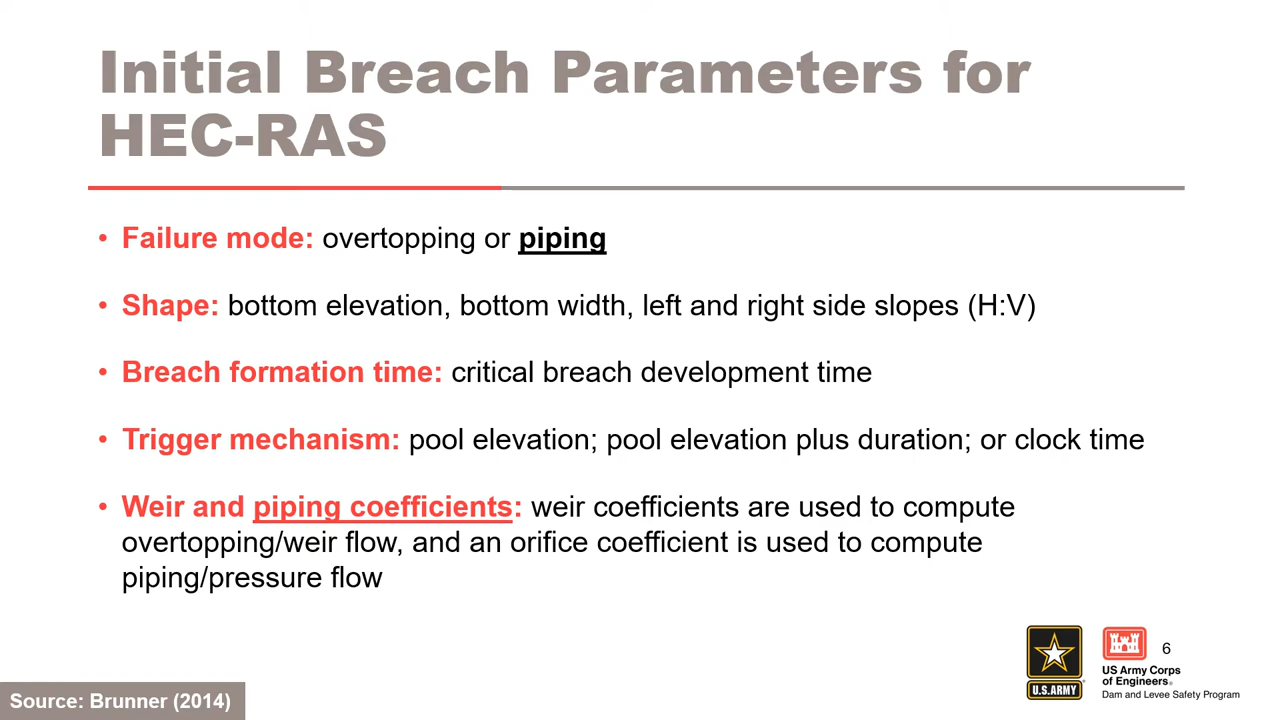 Initial Breach Parameters for
HEC-RAS
• Failure mode: overtopping or piping
• Shape: bottom elevation, bottom width, left and right side slopes (H:V)
• Breach formation time: critical breach development time
• Trigger mechanism: pool elevation; pool elevation plus duration; or clock time
• Weir and piping coefficients: weir coefficients are used to compute
overtopping/weir flow, and an orifice coefficient is used to compute
piping/pressure flow
6
U.S.ARMY
US Army Corps
of Engineers®
Dam and Levee Safety Program
Source: Brunner (2014)